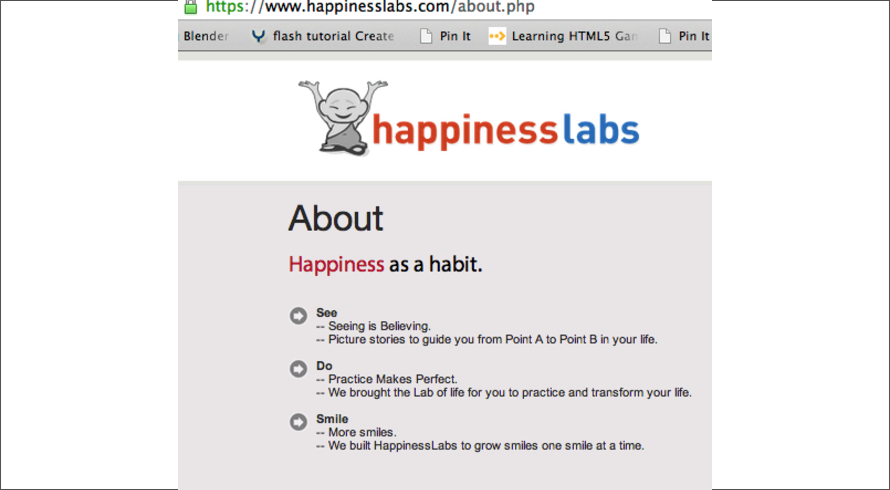 https://www.happinesslabs.com/about.php
Blender flash tutorial Create Pin It Learning HTML5 Gam Pin It
happinesslabs
About
Happiness as a habit.
See
-- Seeing is Believing.
-- Picture stories to guide you from Point A to Point B in your life.
Do
-- Practice Makes Perfect.
-- We brought the Lab of life for you to practice and transform your life.
Smile
-- More smiles.
-- We built HappinessLabs to grow smiles one smile at a time.